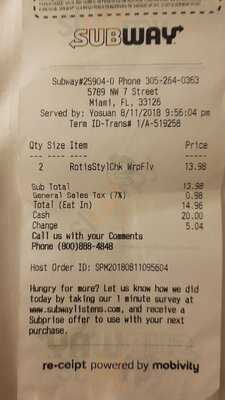 SUBWAY
Subway#25904-0 Phone 305-264-0363
5789 NW 7 Street
Miami, FL, 33126
Served by: Yosuan 8/11/2018 9:56:04 pm
Term ID-Trans# 1/A-519258
Qty Size Item Price
--- ---- ---- -----
2 RotisStylChk WrpFlv 13.98
Sub Total 13.98
General Sales Tax (7%) 0.98
Total (Eat In) 14.96
Cash 20.00
Change 5.04
Call us with your Comments
Phone (800)888-4848
Host Order ID: SPM20180811095604
Hungry for more? Let us know how we did
today by taking our 1 minute survey at
www.subwaylistens.com, and receive a
Subprise offer to use with your next
purchase.
re-ceipt powered by mobivity